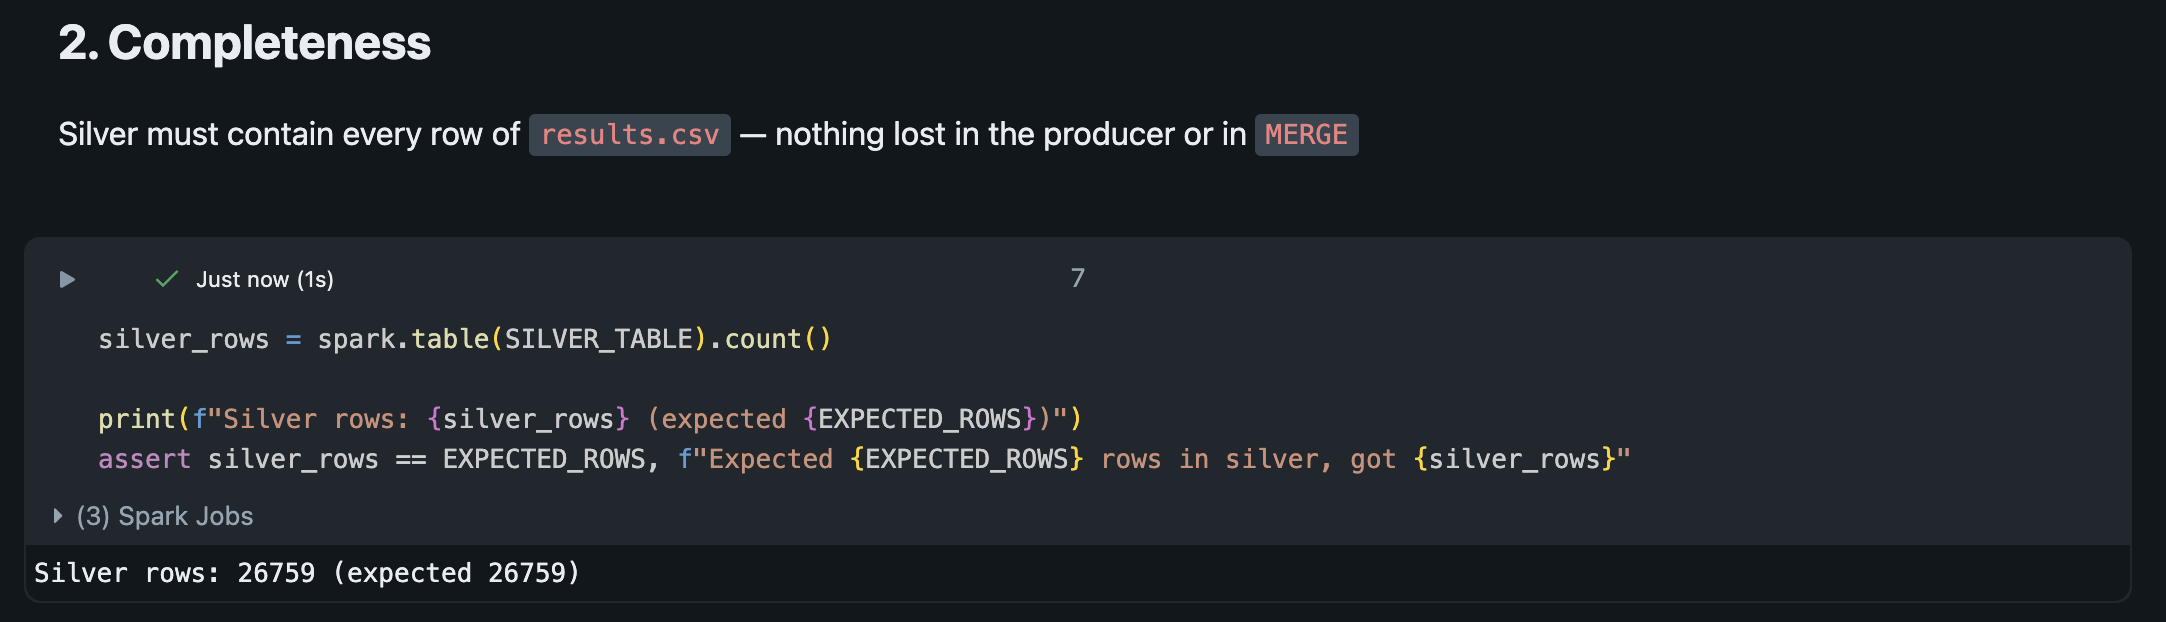 2. Completeness
Silver must contain every row of results.csv — nothing lost in the producer or in MERGE
Just now (1s)
7
silver_rows = spark.table(SILVER_TABLE).count()
print(f"Silver rows: {silver_rows} (expected {EXPECTED_ROWS})")
assert silver_rows == EXPECTED_ROWS, f"Expected {EXPECTED_ROWS} rows in silver, got {silver_rows}"
(3) Spark Jobs
Silver rows: 26759 (expected 26759)